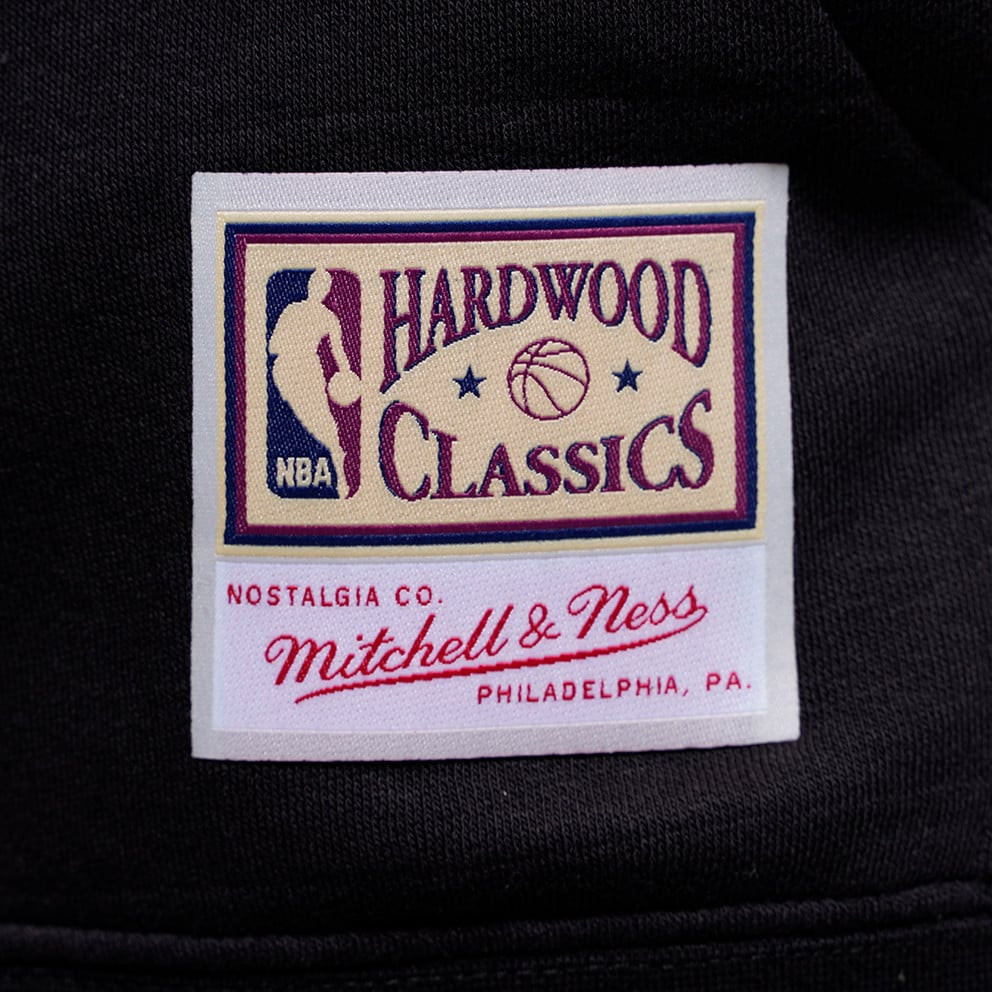 HARDWOOD
CLASSICS
NBA
NOSTALGIA CO.
Mitchell & Ness
PHILADELPHIA, PA.